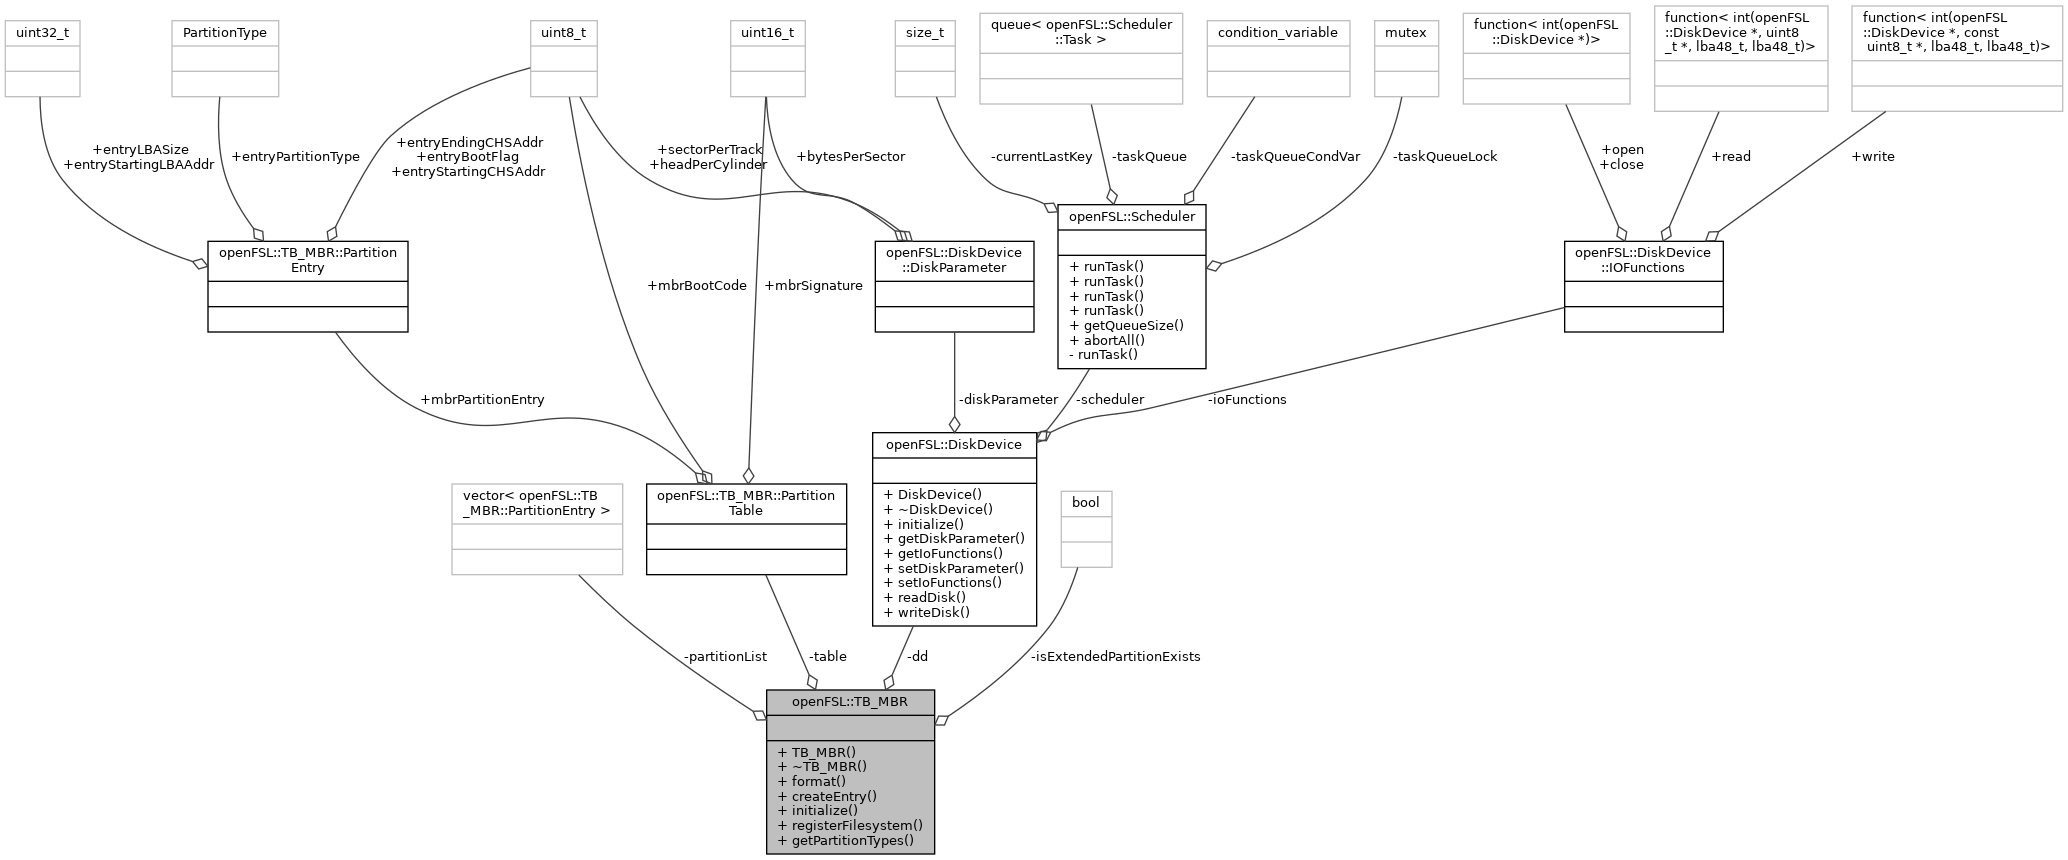 uint32_t
PartitionType
uint8_t
uint16_t
size_t
queue< openFSL::Scheduler
::Task >
condition_variable
mutex
function< int(openFSL
::DiskDevice *)>
function< int(openFSL
::DiskDevice *, uint8
_t *, lba48_t, lba48_t)>
function< int(openFSL
::DiskDevice *, const
uint8_t *, lba48_t, lba48_t)>
+entryLBASize
+entryStartingLBAAddr
+entryPartitionType
+entryEndingCHSAddr
+entryBootFlag
+entryStartingCHSAddr
+sectorPerTrack
+headPerCylinder
+bytesPerSector
-currentLastKey
-taskQueue
-taskQueueCondVar
-taskQueueLock
+open
+close
+read
+write
openFSL::TB_MBR::Partition
Entry
+mbrBootCode
+mbrSignature
openFSL::DiskDevice
::DiskParameter
openFSL::Scheduler
+ runTask()
+ runTask()
+ runTask()
+ runTask()
+ getQueueSize()
+ abortAll()
- runTask()
openFSL::DiskDevice
::IOFunctions
+mbrPartitionEntry
-diskParameter
-scheduler
-ioFunctions
vector< openFSL::TB
_MBR::PartitionEntry >
openFSL::TB_MBR::Partition
Table
openFSL::DiskDevice
+ DiskDevice()
+ ~DiskDevice()
+ initialize()
+ getDiskParameter()
+ getIoFunctions()
+ setDiskParameter()
+ setIoFunctions()
+ readDisk()
+ writeDisk()
bool
-partitionList
-table
-dd
-isExtendedPartitionExists
openFSL::TB_MBR
+ TB_MBR()
+ ~TB_MBR()
+ format()
+ createEntry()
+ initialize()
+ registerFilesystem()
+ getPartitionTypes()